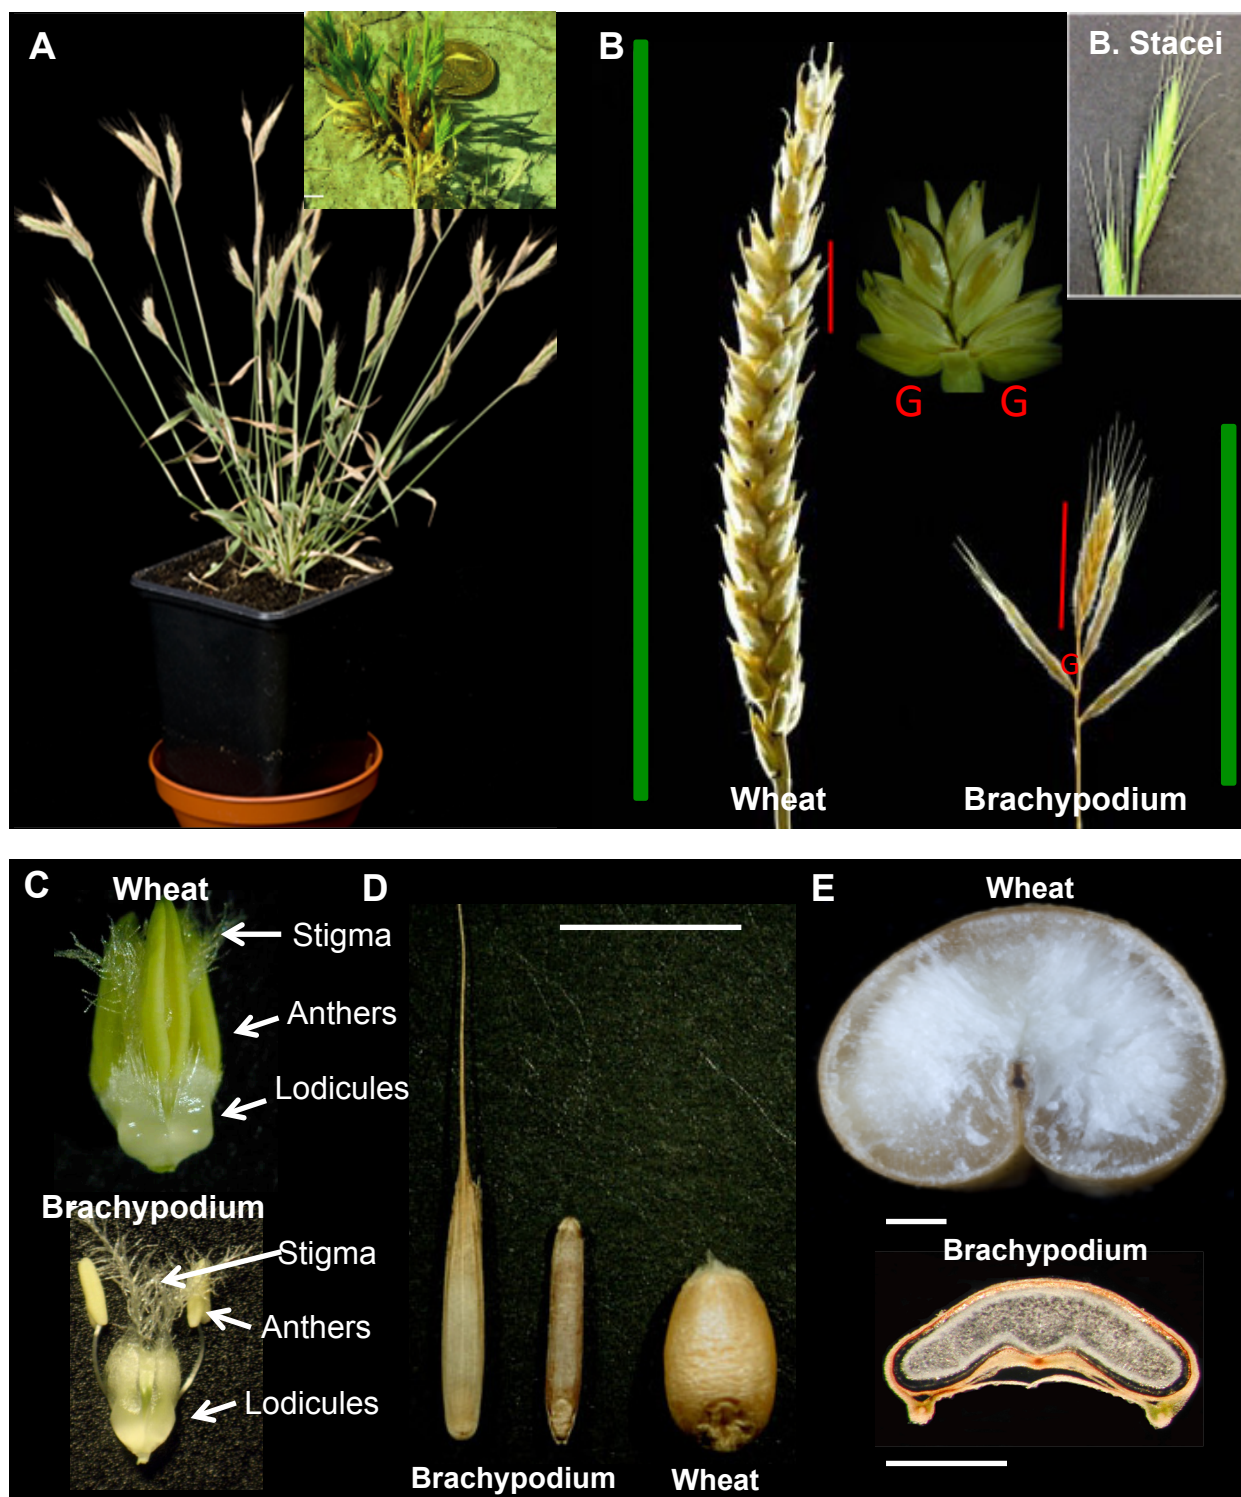 A
B
B. Stacei
G G
G
Wheat
Brachypodium
C
Wheat
Stigma
Anthers
Lodicules
Brachypodium
Stigma
Anthers
Lodicules
D
Brachypodium
Wheat
E
Wheat
Brachypodium